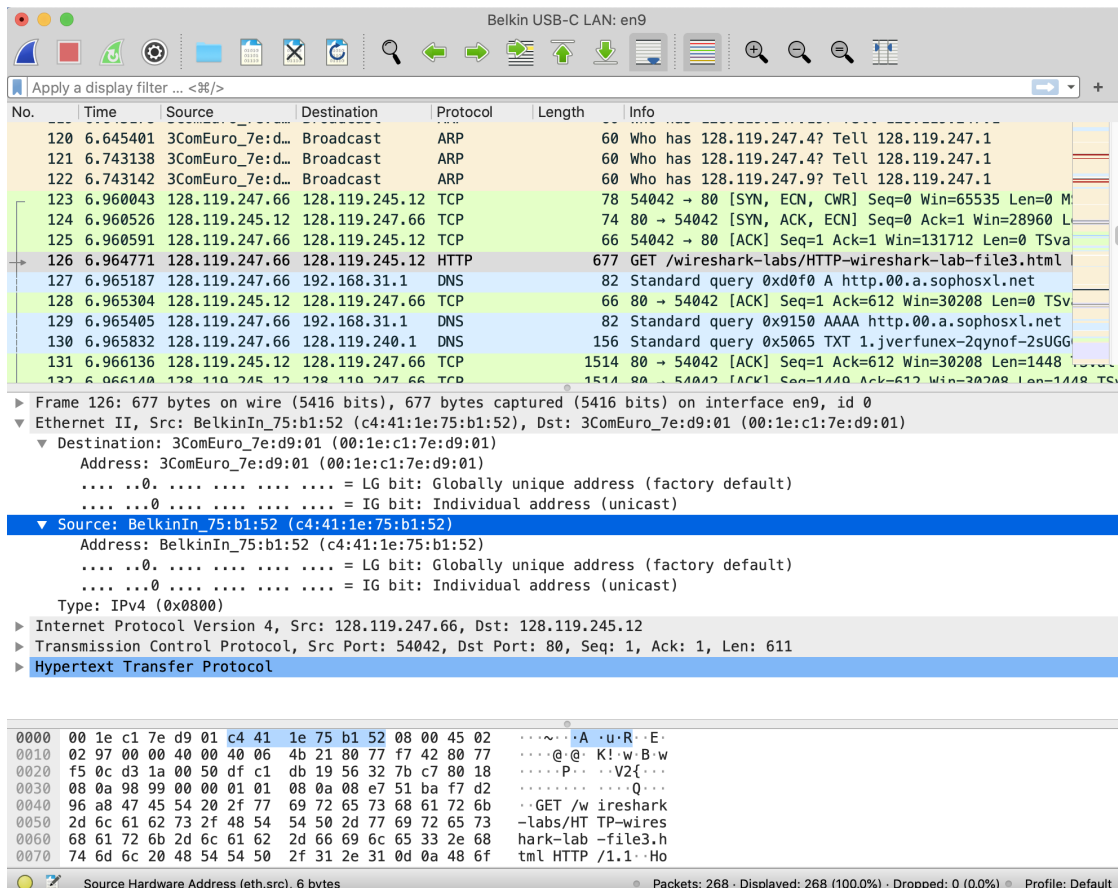 Belkin USB-C LAN: en9
Apply a display filter ... <⌘/>
No. Time Source Destination Protocol Length Info
120 6.645401 3ComEuro_7e:d… Broadcast ARP 60 Who has 128.119.247.4? Tell 128.119.247.1
121 6.743138 3ComEuro_7e:d… Broadcast ARP 60 Who has 128.119.247.4? Tell 128.119.247.1
122 6.743142 3ComEuro_7e:d… Broadcast ARP 60 Who has 128.119.247.9? Tell 128.119.247.1
123 6.960043 128.119.247.66 128.119.245.12 TCP 78 54042 → 80 [SYN, ECN, CWR] Seq=0 Win=65535 Len=0 M
124 6.960526 128.119.245.12 128.119.247.66 TCP 74 80 → 54042 [SYN, ACK, ECN] Seq=0 Ack=1 Win=28960 L
125 6.960591 128.119.247.66 128.119.245.12 TCP 66 54042 → 80 [ACK] Seq=1 Ack=1 Win=131712 Len=0 TSva
126 6.964771 128.119.247.66 128.119.245.12 HTTP 677 GET /wireshark-labs/HTTP-wireshark-lab-file3.html
127 6.965187 128.119.247.66 192.168.31.1 DNS 82 Standard query 0xd0f0 A http.00.a.sophosxl.net
128 6.965304 128.119.245.12 128.119.247.66 TCP 66 80 → 54042 [ACK] Seq=1 Ack=612 Win=30208 Len=0 TSv
129 6.965405 128.119.247.66 192.168.31.1 DNS 82 Standard query 0x9150 AAAA http.00.a.sophosxl.net
130 6.965832 128.119.247.66 128.119.240.1 DNS 156 Standard query 0x5065 TXT 1.jverfunex-2qynof-2sUGG
131 6.966136 128.119.245.12 128.119.247.66 TCP 1514 80 → 54042 [ACK] Seq=1 Ack=612 Win=30208 Len=1448
132 6.966140 128.119.245.12 128.119.247.66 TCP 1514 80 → 54042 [ACK] Seq=1449 Ack=612 Win=30208 Len=1448 TS
Frame 126: 677 bytes on wire (5416 bits), 677 bytes captured (5416 bits) on interface en9, id 0
Ethernet II, Src: BelkinIn_75:b1:52 (c4:41:1e:75:b1:52), Dst: 3ComEuro_7e:d9:01 (00:1e:c1:7e:d9:01)
Destination: 3ComEuro_7e:d9:01 (00:1e:c1:7e:d9:01)
Address: 3ComEuro_7e:d9:01 (00:1e:c1:7e:d9:01)
.... ..0. .... .... .... .... = LG bit: Globally unique address (factory default)
.... ...0 .... .... .... .... = IG bit: Individual address (unicast)
Source: BelkinIn_75:b1:52 (c4:41:1e:75:b1:52)
Address: BelkinIn_75:b1:52 (c4:41:1e:75:b1:52)
.... ..0. .... .... .... .... = LG bit: Globally unique address (factory default)
.... ...0 .... .... .... .... = IG bit: Individual address (unicast)
Type: IPv4 (0x0800)
Internet Protocol Version 4, Src: 128.119.247.66, Dst: 128.119.245.12
Transmission Control Protocol, Src Port: 54042, Dst Port: 80, Seq: 1, Ack: 1, Len: 611
Hypertext Transfer Protocol
0000 00 1e c1 7e d9 01 c4 41 1e 75 b1 52 08 00 45 02 ···~···A ·u·R··E·
0010 02 97 00 00 40 00 40 06 4b 21 80 77 f7 42 80 77 ····@·@· K!·w·B·w
0020 f5 0c d3 1a 00 50 df c1 db 19 56 32 7b c7 80 18 ·····P·· ··V2{···
0030 08 0a 98 99 00 00 01 01 08 0a 08 e7 51 ba f7 d2 ········ ····Q···
0040 96 a8 47 45 54 20 2f 77 69 72 65 73 68 61 72 6b ··GET /w ireshark
0050 2d 6c 61 62 73 2f 48 54 54 50 2d 77 69 72 65 73 -labs/HT TP-wires
0060 68 61 72 6b 2d 6c 61 62 2d 66 69 6c 65 33 2e 68 hark-lab -file3.h
0070 74 6d 6c 20 48 54 54 50 2f 31 2e 31 0d 0a 48 6f tml HTTP /1.1··Ho
Source Hardware Address (eth.src), 6 bytes Packets: 268 · Displayed: 268 (100.0%) · Dropped: 0 (0.0%) Profile: Default